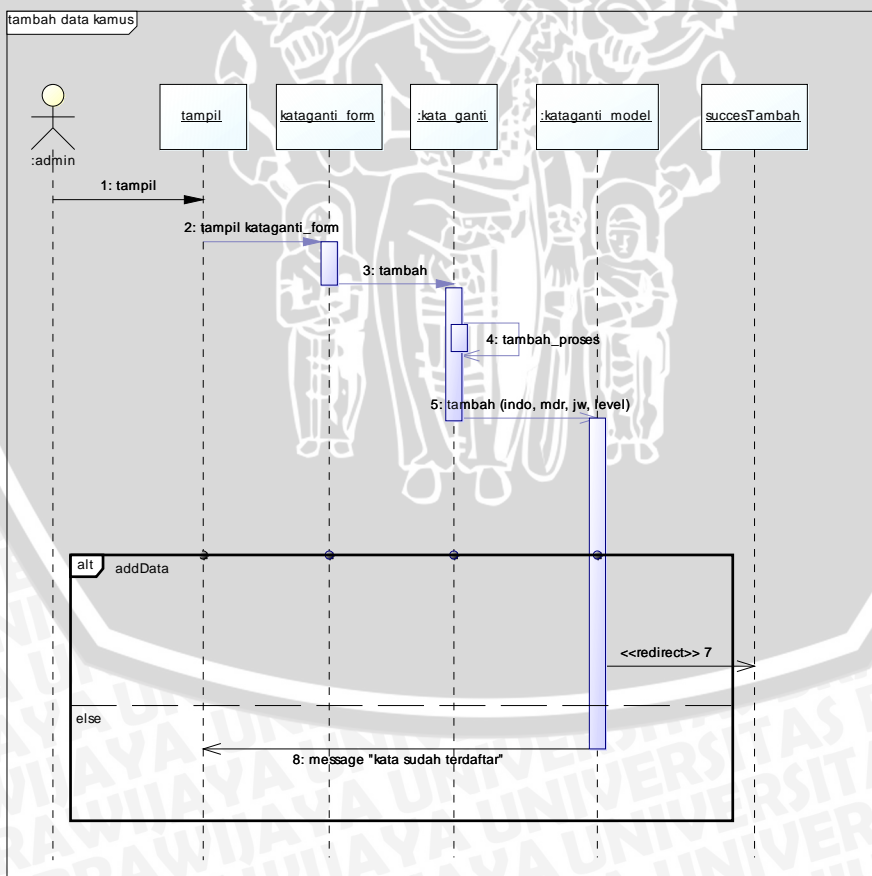 tambah data kamus
:admin
tampil
kataganti_form
:kata_ganti
:kataganti_model
succesTambah
1: tampil
2: tampil kataganti_form
3: tambah
4: tambah_proses
5: tambah (indo, mdr, jw, level)
alt
addData
<<redirect>> 7
else
8: message "kata sudah terdaftar"